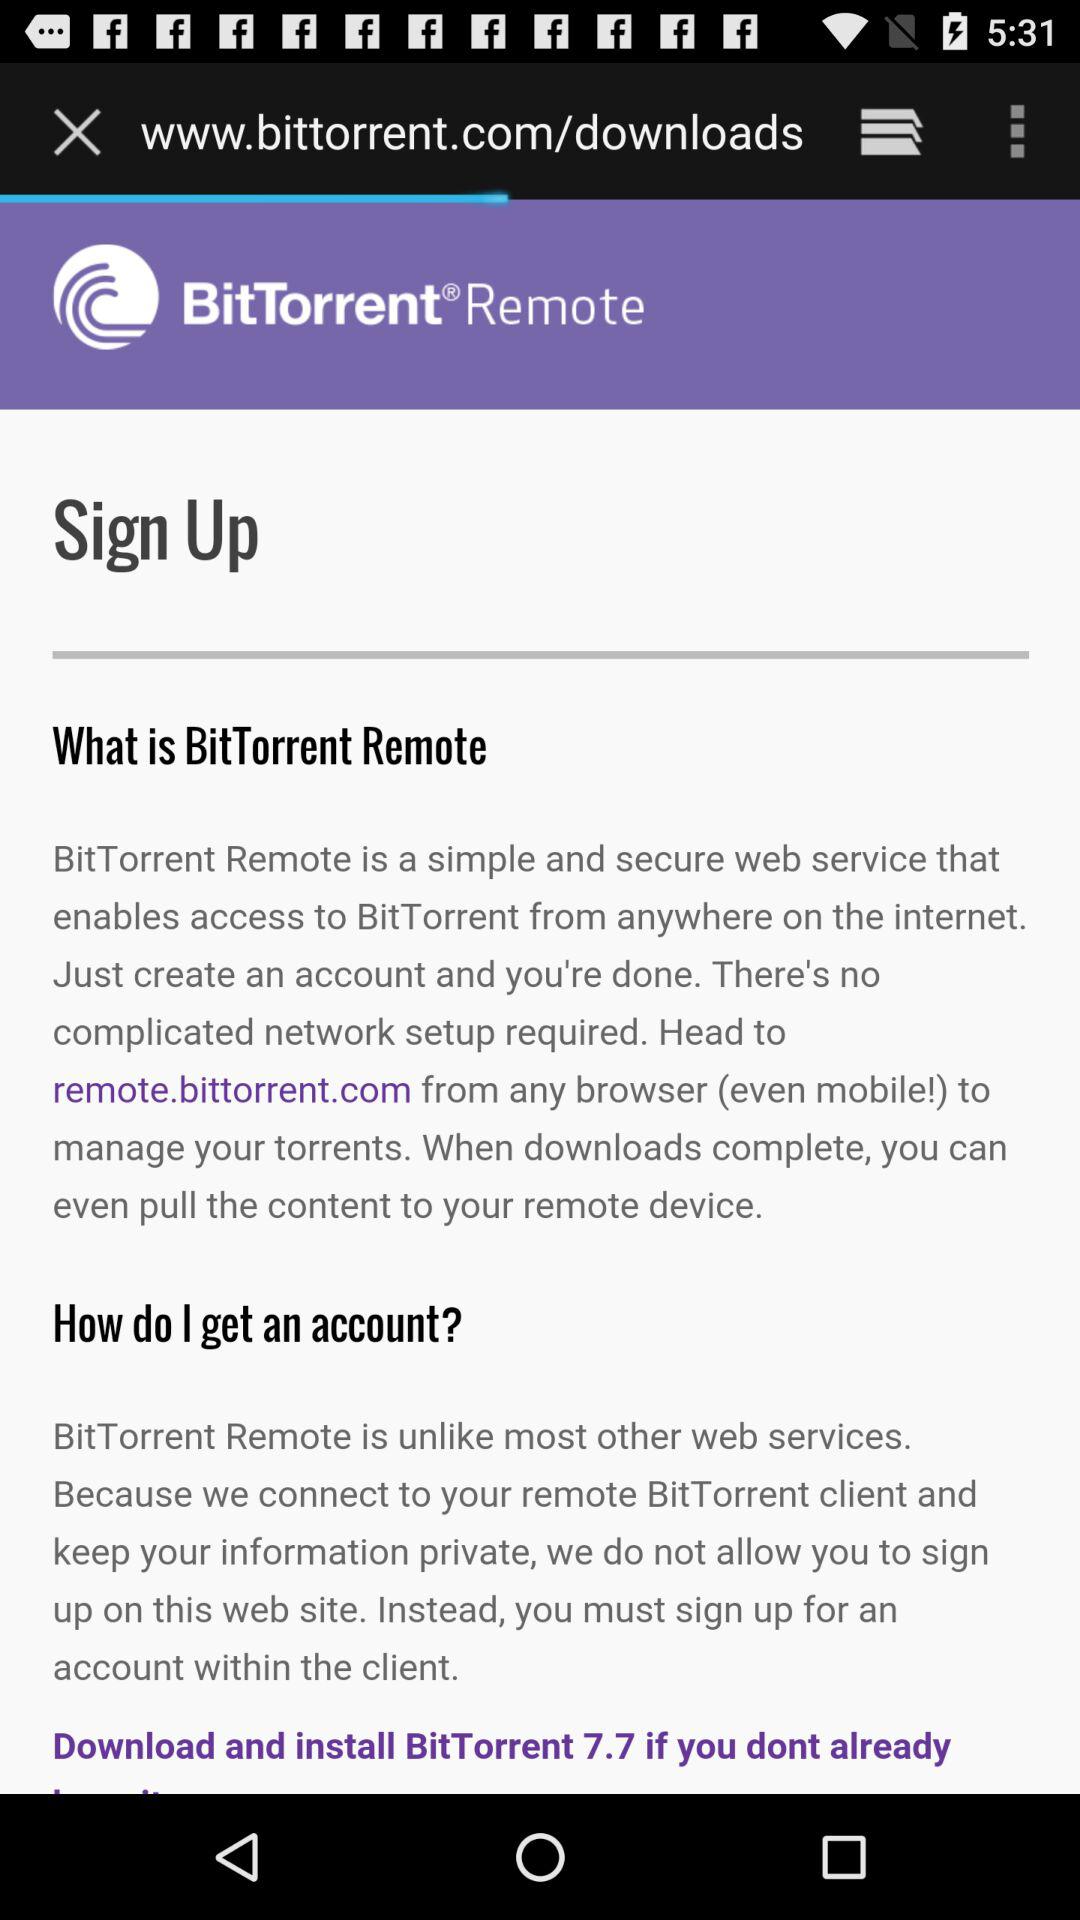 5:31
www.bittorrent.com/downloads
BitTorrent® Remote
Sign Up
What is BitTorrent Remote
BitTorrent Remote is a simple and secure web service that
enables access to BitTorrent from anywhere on the internet.
Just create an account and you're done. There's no
complicated network setup required. Head to
remote.bittorrent.com from any browser (even mobile!) to
manage your torrents. When downloads complete, you can
even pull the content to your remote device.
How do I get an account?
BitTorrent Remote is unlike most other web services.
Because we connect to your remote BitTorrent client and
keep your information private, we do not allow you to sign
up on this web site. Instead, you must sign up for an
account within the client.
Download and install BitTorrent 7.7 if you dont already